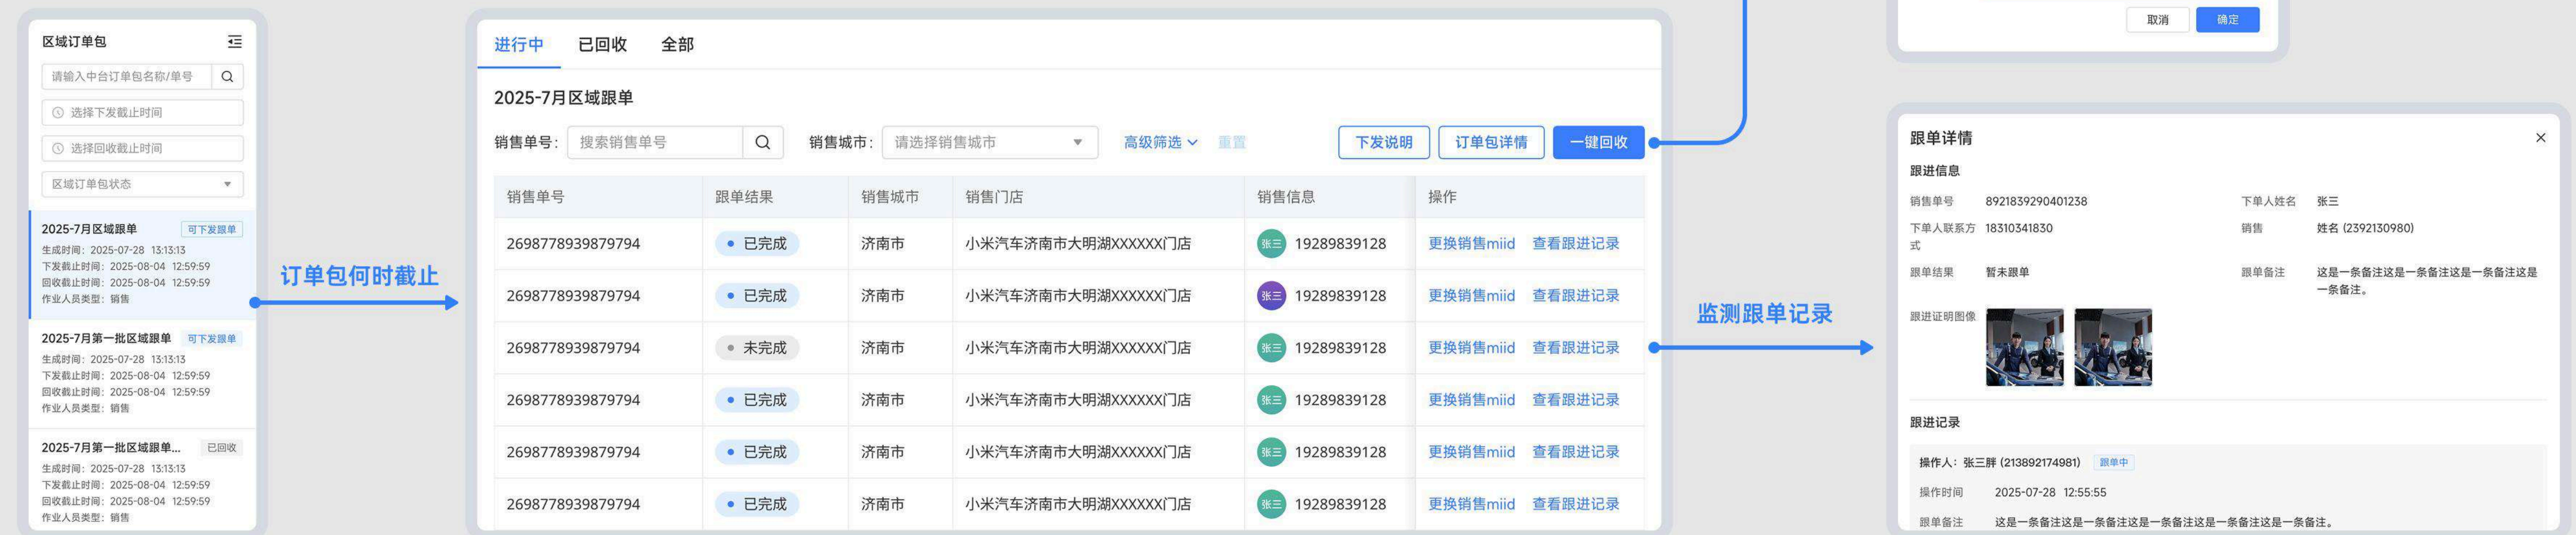 区域订单包
请输入中台订单包名称/单号
选择下发截止时间
选择回收截止时间
区域订单包状态
2025-7月区域跟单 可下发跟单
生成时间：2025-07-28 13:13:13
下发截止时间：2025-08-04 12:59:59
回收截止时间：2025-08-04 12:59:59
作业人员类型：销售
2025-7月第一批区域跟单 可下发跟单
生成时间：2025-07-28 13:13:13
下发截止时间：2025-08-04 12:59:59
回收截止时间：2025-08-04 12:59:59
作业人员类型：销售
2025-7月第一批区域跟单... 已回收
生成时间：2025-07-28 13:13:13
下发截止时间：2025-08-04 12:59:59
回收截止时间：2025-08-04 12:59:59
作业人员类型：销售
订单包何时截止
进行中 已回收 全部
2025-7月区域跟单
销售单号： 搜索销售单号 销售城市： 请选择销售城市 高级筛选 重置 下发说明 订单包详情 一键回收
销售单号 跟单结果 销售城市 销售门店 销售信息 操作
2698778939879794 已完成 济南市 小米汽车济南市大明湖XXXXXX门店 张三 19289839128 更换销售miid 查看跟进记录
2698778939879794 已完成 济南市 小米汽车济南市大明湖XXXXXX门店 张三 19289839128 更换销售miid 查看跟进记录
2698778939879794 未完成 济南市 小米汽车济南市大明湖XXXXXX门店 张三 19289839128 更换销售miid 查看跟进记录
2698778939879794 已完成 济南市 小米汽车济南市大明湖XXXXXX门店 张三 19289839128 更换销售miid 查看跟进记录
2698778939879794 已完成 济南市 小米汽车济南市大明湖XXXXXX门店 张三 19289839128 更换销售miid 查看跟进记录
2698778939879794 已完成 济南市 小米汽车济南市大明湖XXXXXX门店 张三 19289839128 更换销售miid 查看跟进记录
监测跟单记录
取消 确定
跟单详情
跟进信息
销售单号 8921839290401238 下单人姓名 张三
下单人联系方式 18310341830 销售 姓名 (2392130980)
跟单结果 暂未跟单 跟单备注 这是一条备注这是一条备注这是一条备注这是
一条备注。
跟进证明图像
跟进记录
操作人：张三胖 (213892174981) 跟单中
操作时间 2025-07-28 12:55:55
跟单备注 这是一条备注这是一条备注这是一条备注这是一条备注这是一条备注。